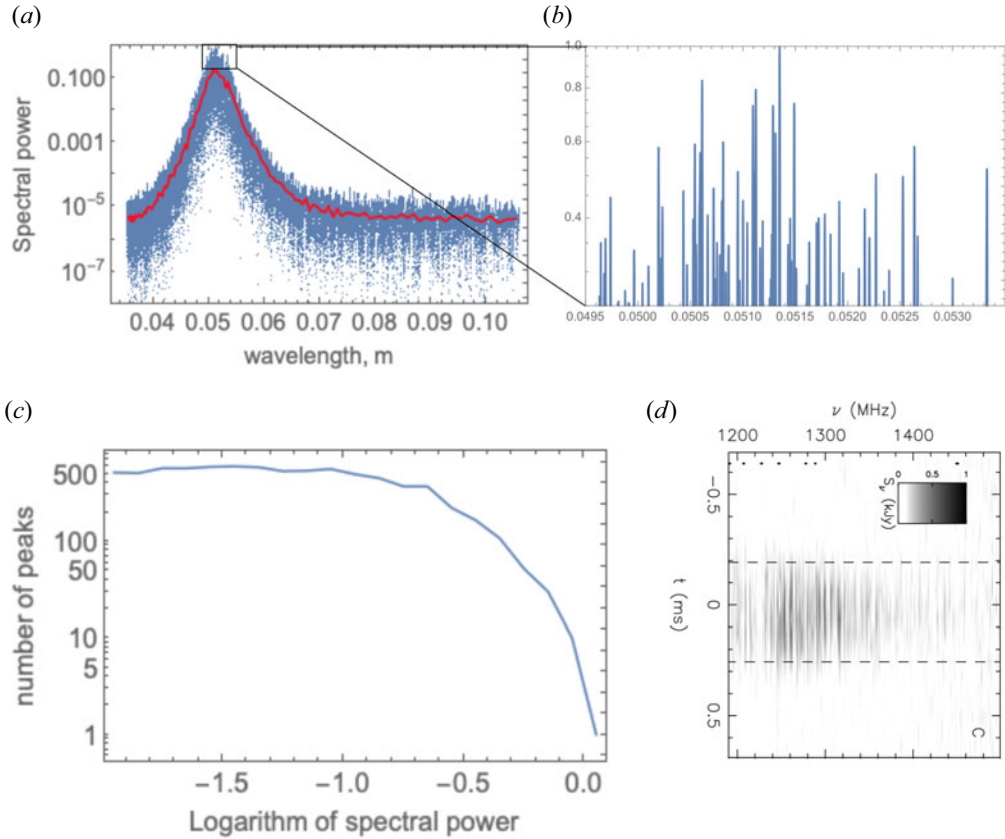 (a)
(b)
Spectral power
0.100
0.001
10-5
10-7
0.04 0.05 0.06 0.07 0.08 0.09 0.10
wavelength, m
1.0
0.8
0.6
0.4
0.0495 0.0500 0.0505 0.0510 0.0515 0.0520 0.0525 0.0530
(c)
(d)
number of peaks
500
100
50
10
5
1
−1.5 −1.0 −0.5 0.0
Logarithm of spectral power
ν (MHz)
1200 1300 1400
0 0.5 1
Sν (kJy)
−0.5
0
0.5
t (ms)
C